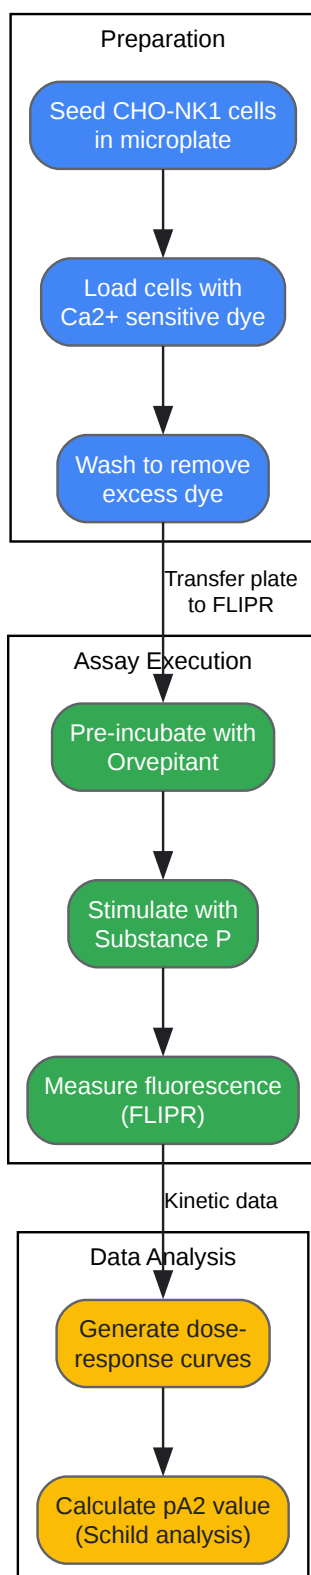 Preparation
Seed CHO-NK1 cells
in microplate
Load cells with
Ca2+ sensitive dye
Wash to remove
excess dye
Transfer plate
to FLIPR
Assay Execution
Pre-incubate with
Orvepitant
Stimulate with
Substance P
Measure fluorescence
(FLIPR)
Kinetic data
Data Analysis
Generate dose-
response curves
Calculate pA2 value
(Schild analysis)